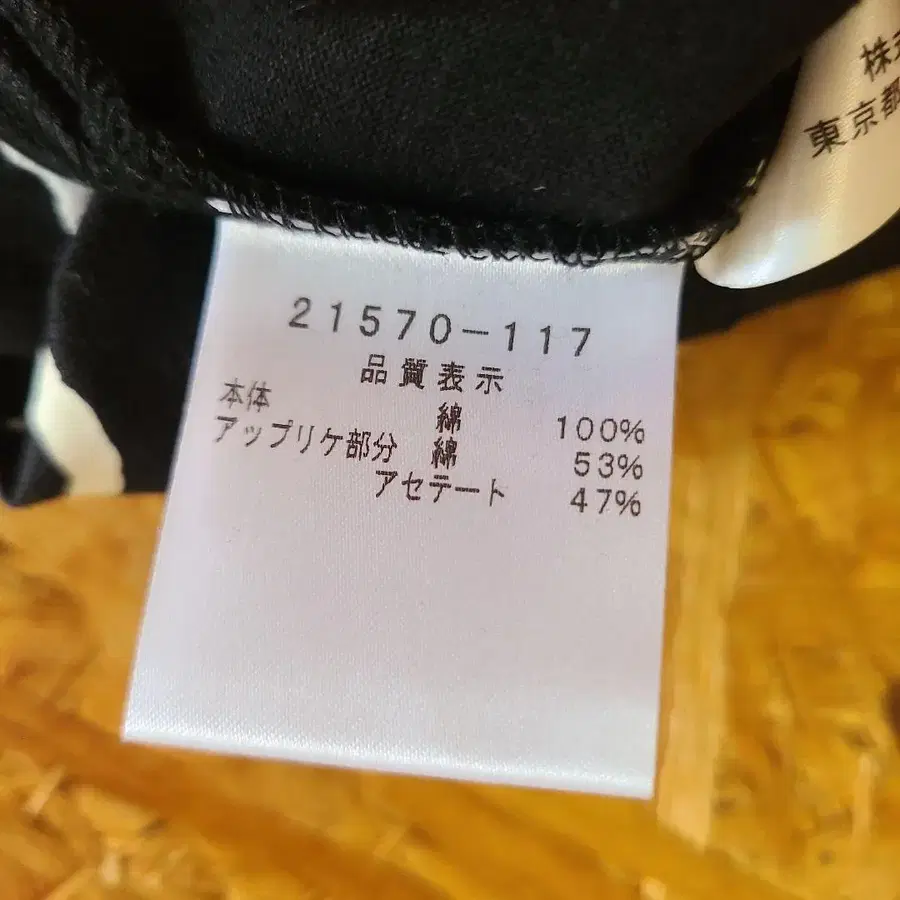 21570-117
品質表示
本体 綿 100%
アップリケ部分 綿 53%
アセテート 47%
株
東京都